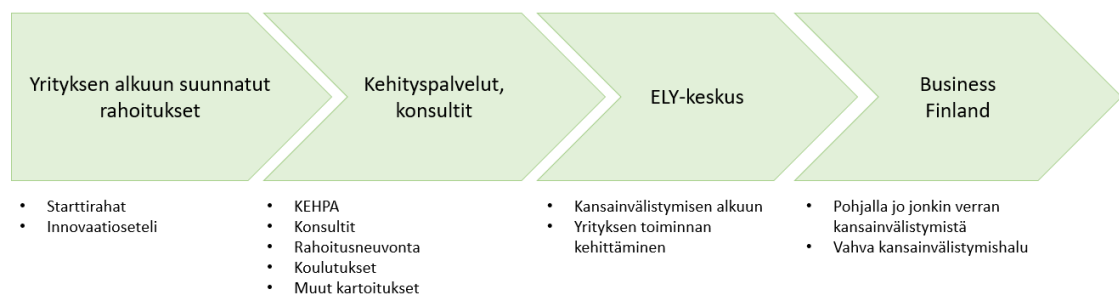 Yrityksen alkuun suunnatut
rahoitukset
Kehityspalvelut,
konsultit
ELY-keskus
Business
Finland
• Starttirahat
• Innovaatioseteli
• KEHPA
• Konsultit
• Rahoitusneuvonta
• Koulutukset
• Muut kartoitukset
• Kansainvälistymisen alkuun
• Yrityksen toiminnan
kehittäminen
• Pohjalla jo jonkin verran
kansainvälistymistä
• Vahva kansainvälistymishalu